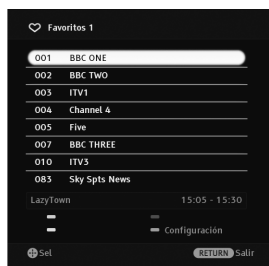 Favoritos 1
001 BBC ONE
002 BBC TWO
003 ITV1
004 Channel 4
005 Five
007 BBC THREE
010 ITV3
083 Sky Spts News
LazyTown 15:05 - 15:30
Configuración
Sel RETURN Salir